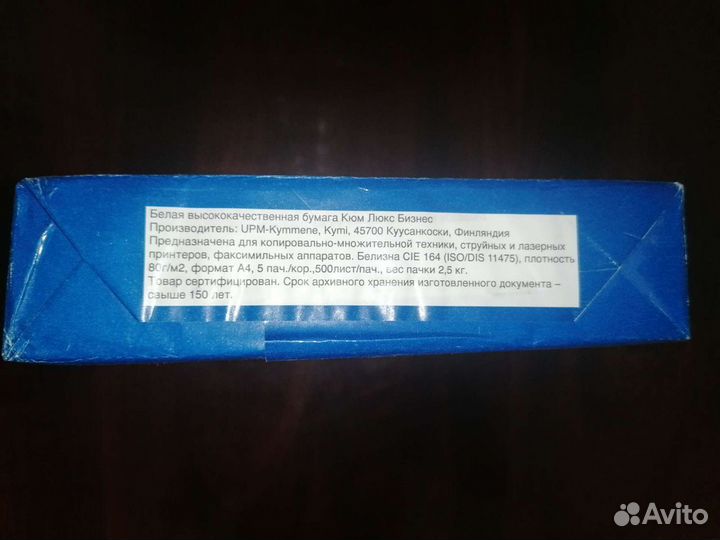 Белая высококачественная бумага Кюм Люкс Бизнес
Производитель: UPM-Kymmene, Kymi, 45700 Куусанкоски, Финляндия
Предназначена для копировально-множительной техники, струйных и лазерных
принтеров, факсимильных аппаратов. Белизна CIE 164 (ISO/DIS 11475), плотность
80г/м2, формат А4, 5 пач./кор.,500лист/пач., вес пачки 2,5 кг.
Товар сертифицирован. Срок архивного хранения изготовленного документа –
свыше 150 лет.
Avito